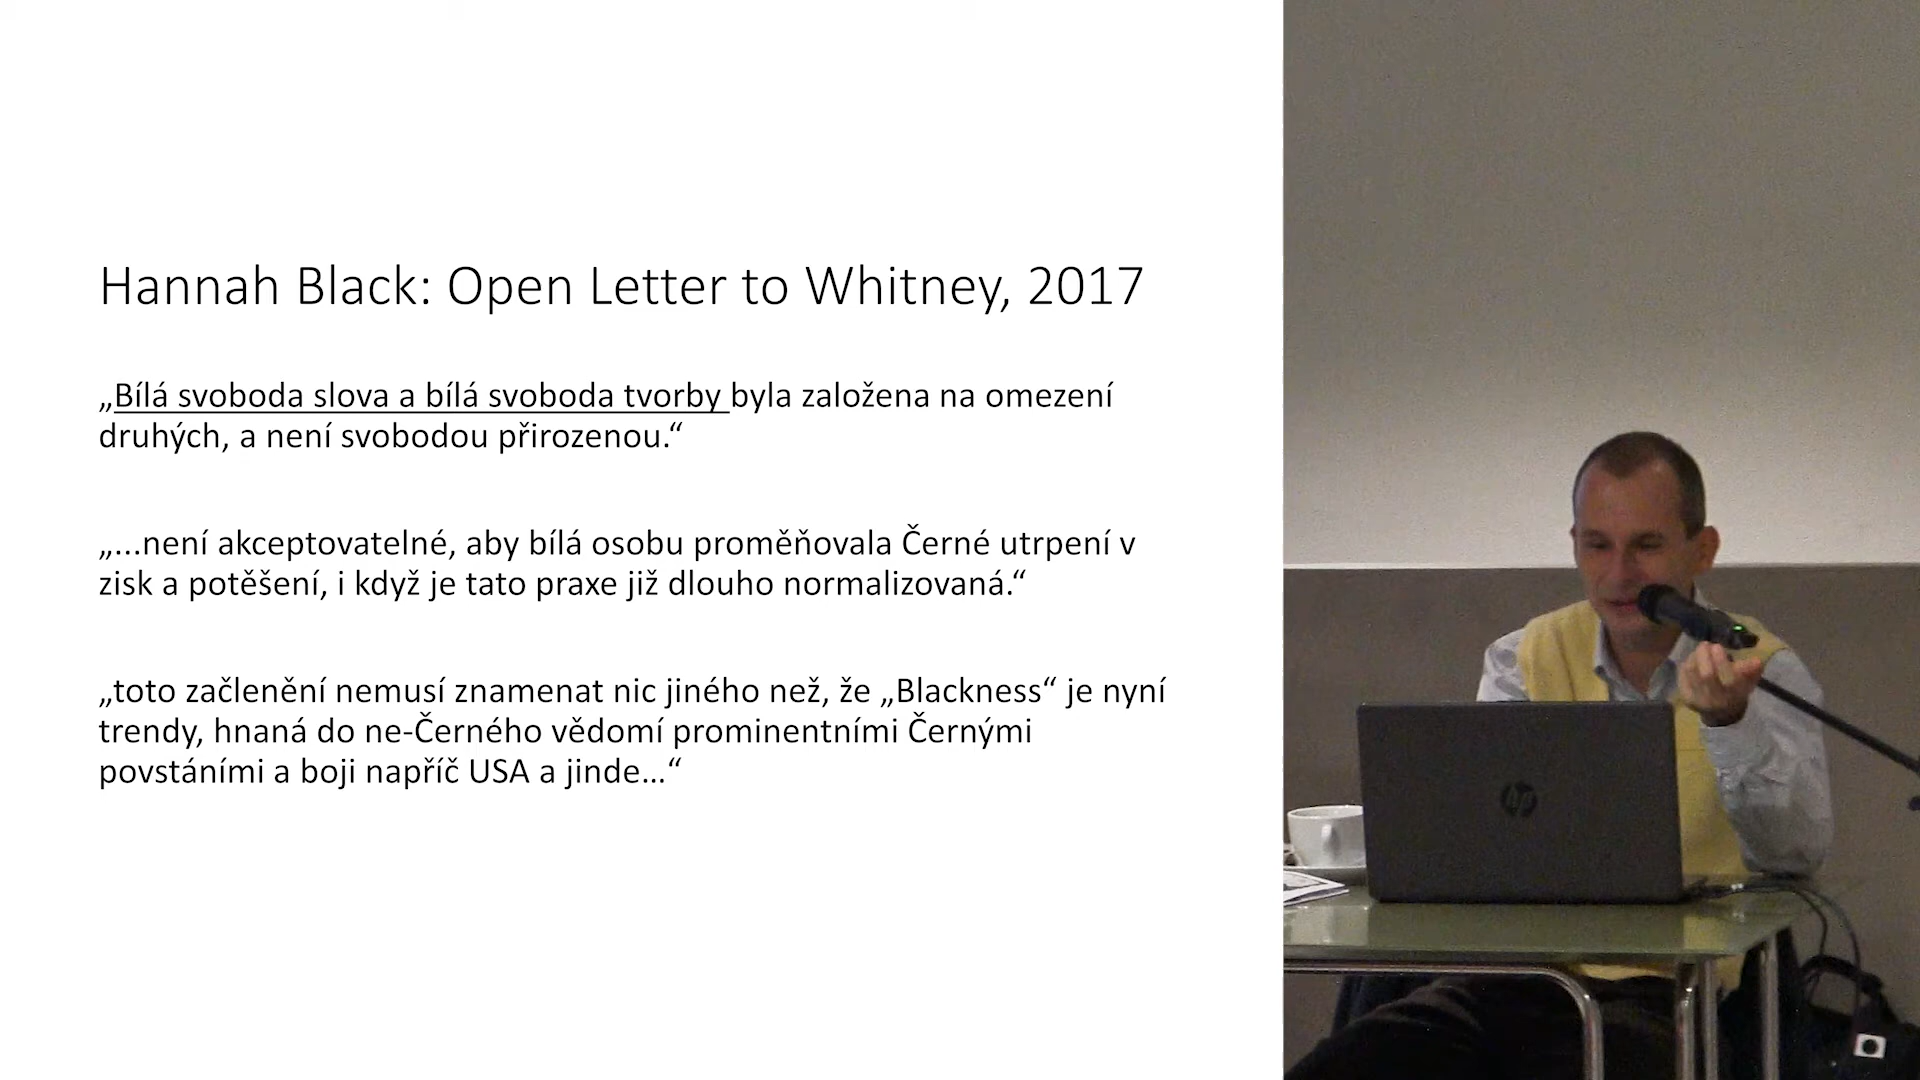 Hannah Black: Open Letter to Whitney, 2017
„Bílá svoboda slova a bílá svoboda tvorby byla založena na omezení
druhých, a není svobodou přirozenou.“
„...není akceptovatelné, aby bílá osobu proměňovala Černé utrpení v
zisk a potěšení, i když je tato praxe již dlouho normalizovaná.“
„toto začlenění nemusí znamenat nic jiného než, že „Blackness“ je nyní
trendy, hnaná do ne-Černého vědomí prominentními Černými
povstáními a boji napříč USA a jinde…“
hp